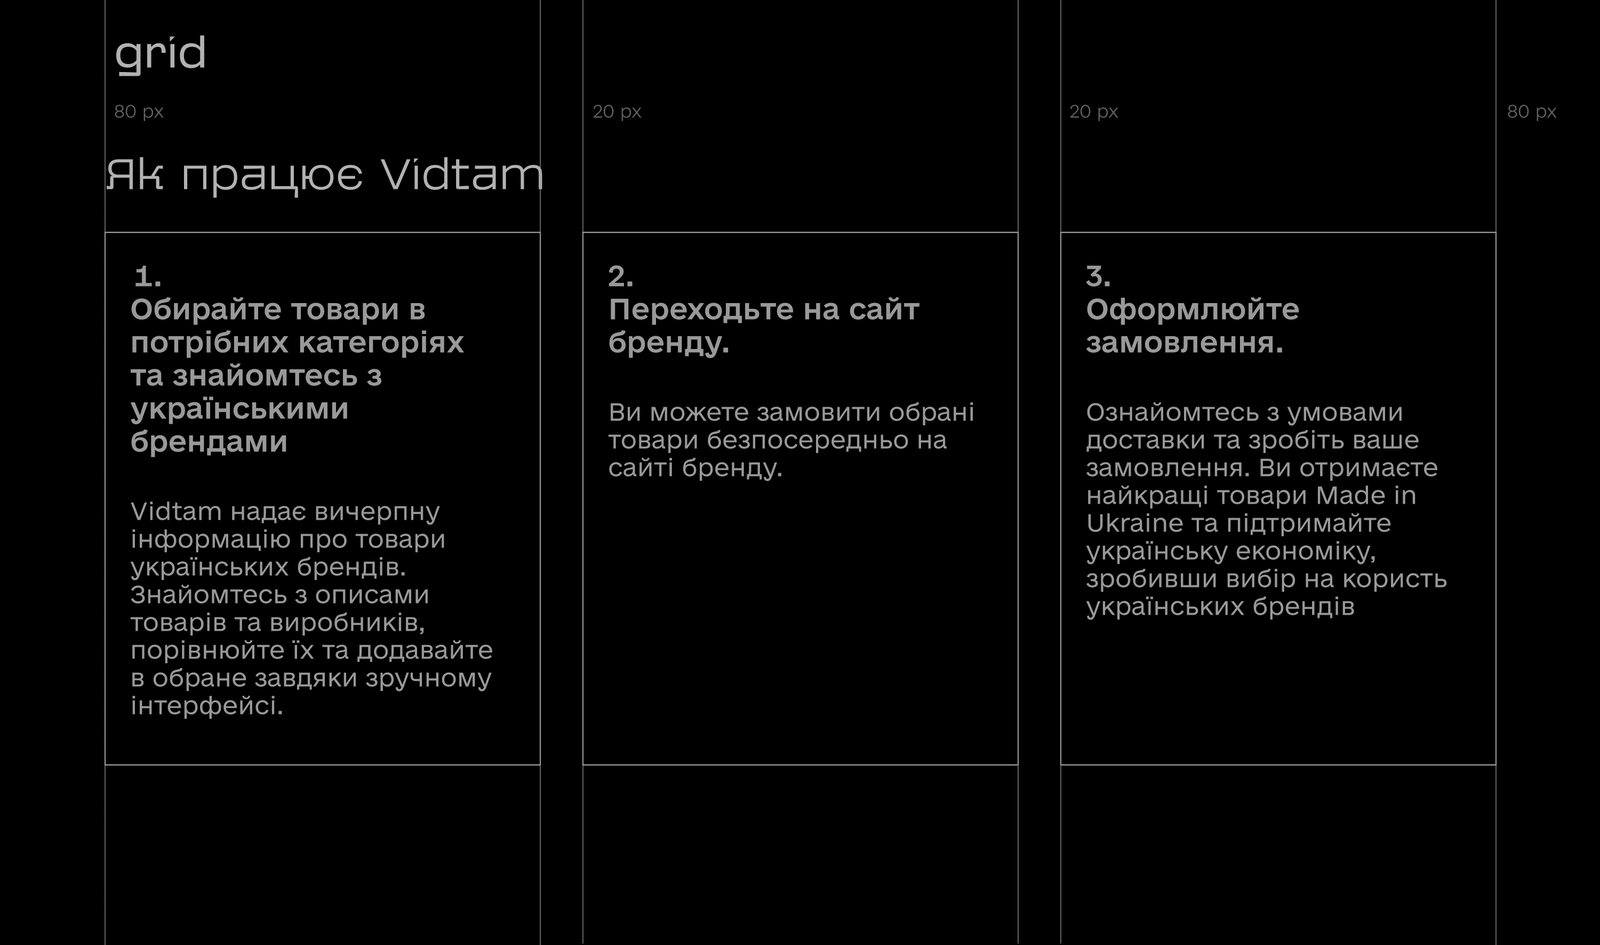 grid
80 px
20 px
20 px
80 px
Як працює Vidtam
1.
Обирайте товари в
потрібних категоріях
та знайомтесь з
українськими
брендами
Vidtam надає вичерпну
інформацію про товари
українських брендів.
Знайомтесь з описами
товарів та виробників,
порівнюйте їх та додавайте
в обране завдяки зручному
інтерфейсі.
2.
Переходьте на сайт
бренду.
Ви можете замовити обрані
товари безпосередньо на
сайті бренду.
3.
Оформлюйте
замовлення.
Ознайомтесь з умовами
доставки та зробіть ваше
замовлення. Ви отримаєте
найкращі товари Made in
Ukraine та підтримайте
українську економіку,
зробивши вибір на користь
українських брендів